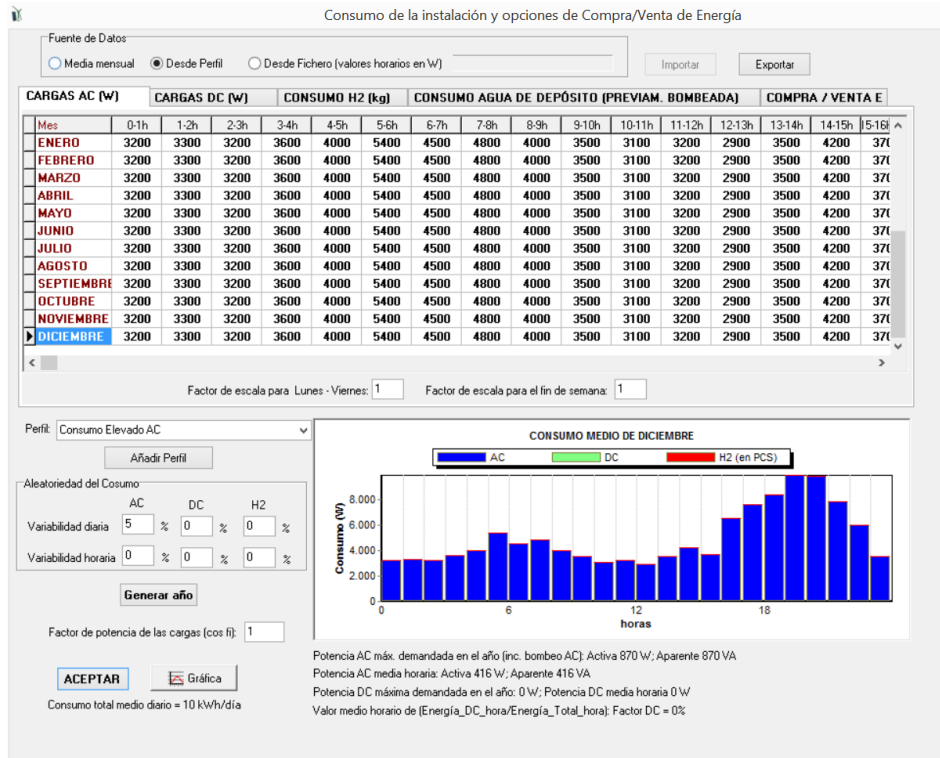 Consumo de la instalación y opciones de Compra/Venta de Energía
Fuente de Datos
Media mensual Desde Perfil Desde Fichero (valores horarios en W) Importar Exportar
CARGAS AC (W) CARGAS DC (W) CONSUMO H2 (kg) CONSUMO AGUA DE DEPÓSITO (PREVIAM. BOMBEADA) COMPRA / VENTA E
Mes 0-1h 1-2h 2-3h 3-4h 4-5h 5-6h 6-7h 7-8h 8-9h 9-10h 10-11h 11-12h 12-13h 13-14h 14-15h 15-16h
ENERO 3200 3300 3200 3600 4000 5400 4500 4800 4000 3500 3100 3200 2900 3500 4200 370
FEBRERO 3200 3300 3200 3600 4000 5400 4500 4800 4000 3500 3100 3200 2900 3500 4200 370
MARZO 3200 3300 3200 3600 4000 5400 4500 4800 4000 3500 3100 3200 2900 3500 4200 370
ABRIL 3200 3300 3200 3600 4000 5400 4500 4800 4000 3500 3100 3200 2900 3500 4200 370
MAYO 3200 3300 3200 3600 4000 5400 4500 4800 4000 3500 3100 3200 2900 3500 4200 370
JUNIO 3200 3300 3200 3600 4000 5400 4500 4800 4000 3500 3100 3200 2900 3500 4200 370
JULIO 3200 3300 3200 3600 4000 5400 4500 4800 4000 3500 3100 3200 2900 3500 4200 370
AGOSTO 3200 3300 3200 3600 4000 5400 4500 4800 4000 3500 3100 3200 2900 3500 4200 370
SEPTIEMBRE 3200 3300 3200 3600 4000 5400 4500 4800 4000 3500 3100 3200 2900 3500 4200 370
OCTUBRE 3200 3300 3200 3600 4000 5400 4500 4800 4000 3500 3100 3200 2900 3500 4200 370
NOVIEMBRE 3200 3300 3200 3600 4000 5400 4500 4800 4000 3500 3100 3200 2900 3500 4200 370
DICIEMBRE 3200 3300 3200 3600 4000 5400 4500 4800 4000 3500 3100 3200 2900 3500 4200 370
Factor de escala para Lunes - Viernes: 1 Factor de escala para el fin de semana: 1
Perfil: Consumo Elevado AC
Añadir Perfil
Aleatoriedad del Cosumo
AC DC H2
Variabilidad diaria 5 % 0 % 0 %
Variabilidad horaria 0 % 0 % 0 %
Generar año
Factor de potencia de las cargas (cos fi): 1
ACEPTAR Gráfica
Consumo total medio diario = 10 kWh/día
CONSUMO MEDIO DE DICIEMBRE
AC DC H2 (en PCS)
Consumo (W)
8.000
6.000
4.000
2.000
0
0 6 12 18
horas
Potencia AC máx. demandada en el año (inc. bombeo AC): Activa 870 W; Aparente 870 VA
Potencia AC media horaria: Activa 416 W; Aparente 416 VA
Potencia DC máxima demandada en el año: 0 W; Potencia DC media horaria 0 W
Valor medio horario de (Energía_DC_hora/Energía_Total_hora): Factor DC = 0%